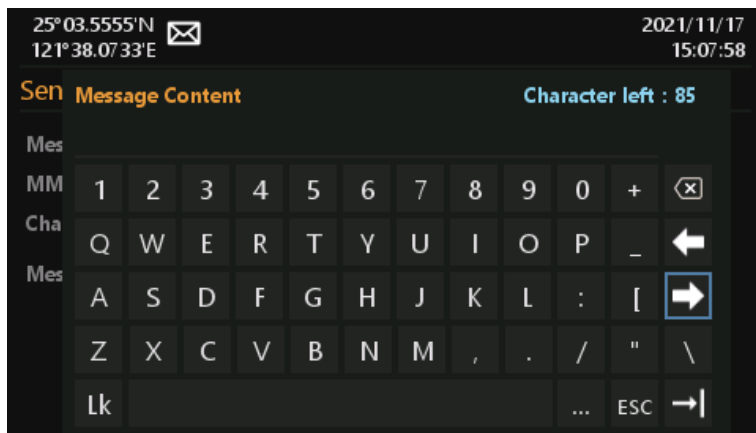 25°03.5555'N
121°38.0733'E
2021/11/17
15:07:58
Sen
Message Content
Character left : 85
Mes
MM
Cha
Mes
1 2 3 4 5 6 7 8 9 0 +
Q W E R T Y U I O P _
A S D F G H J K L : [
Z X C V B N M , . / " \
Lk ... ESC